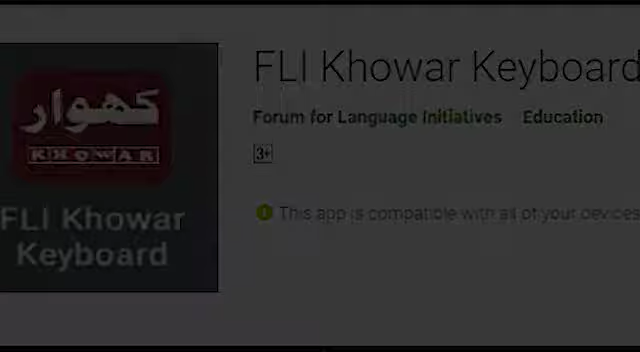 FLI Khowar Keyboard
Forum for Language Initiatives Education
3+
This app is compatible with all of your devices
کھوار
KHOWAR
FLI Khowar
Keyboard